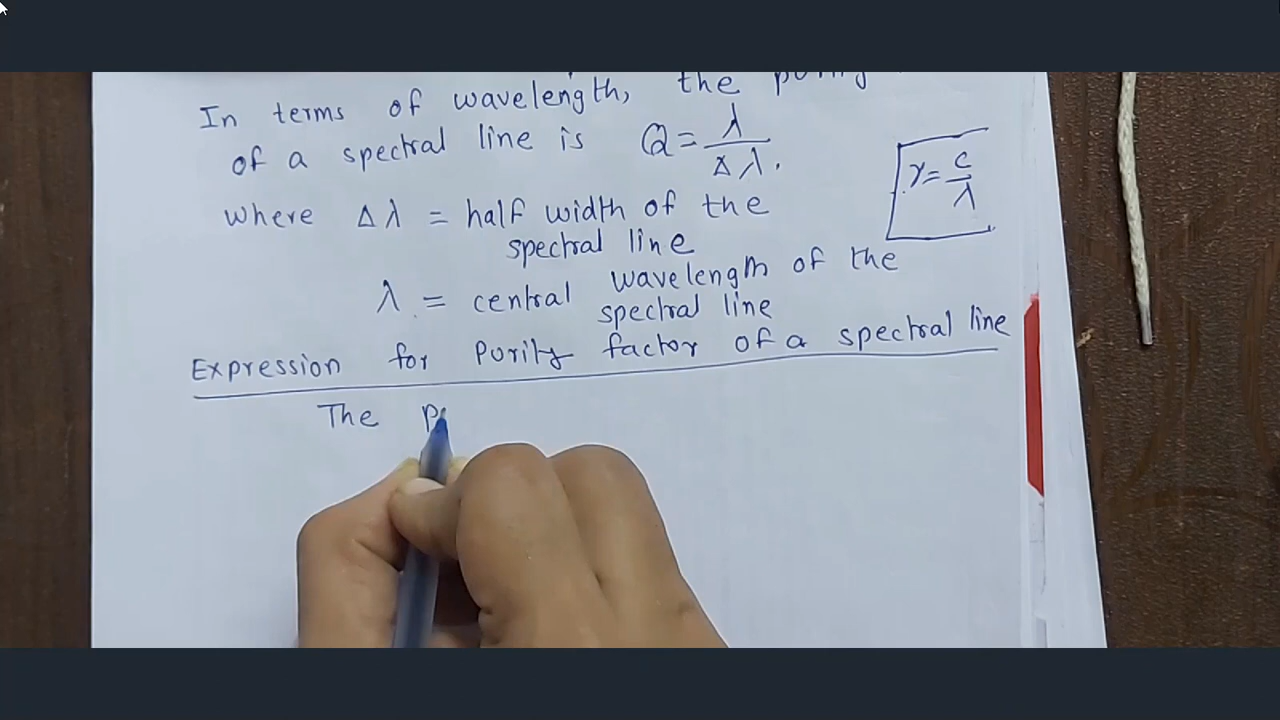 In terms of wavelength, the purity
of a spectral line is Q = λ/Δλ.
γ = c/λ
where Δλ = half width of the
spectral line
λ = central wavelength of the
spectral line
Expression for Purity factor of a spectral line
The P